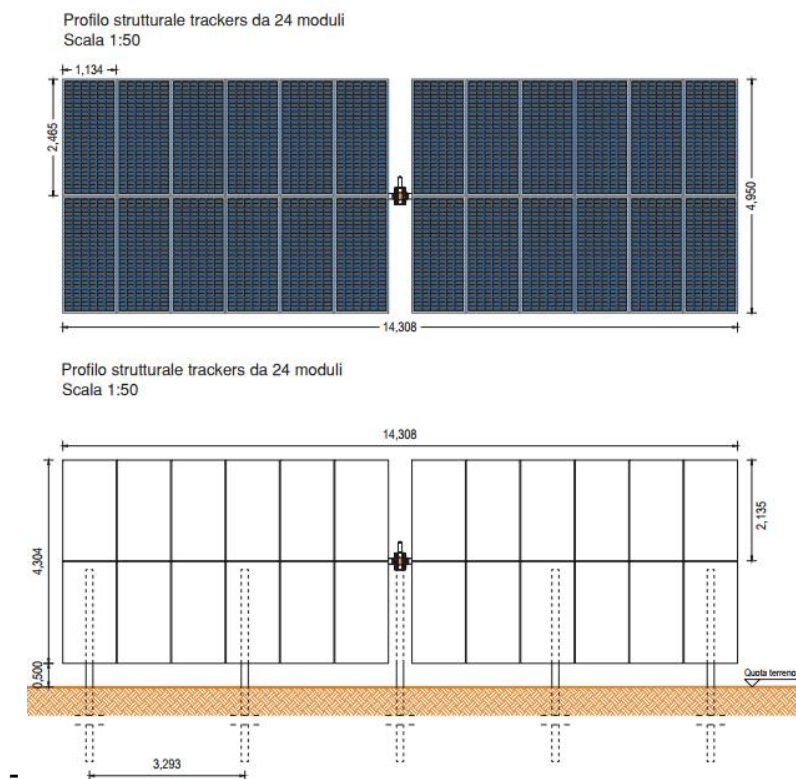 Profilo strutturale trackers da 24 moduli
Scala 1:50
1,134
2,465
4,950
14,308
Profilo strutturale trackers da 24 moduli
Scala 1:50
14,308
2,135
4,304
0,500
Quota terreno
3,293